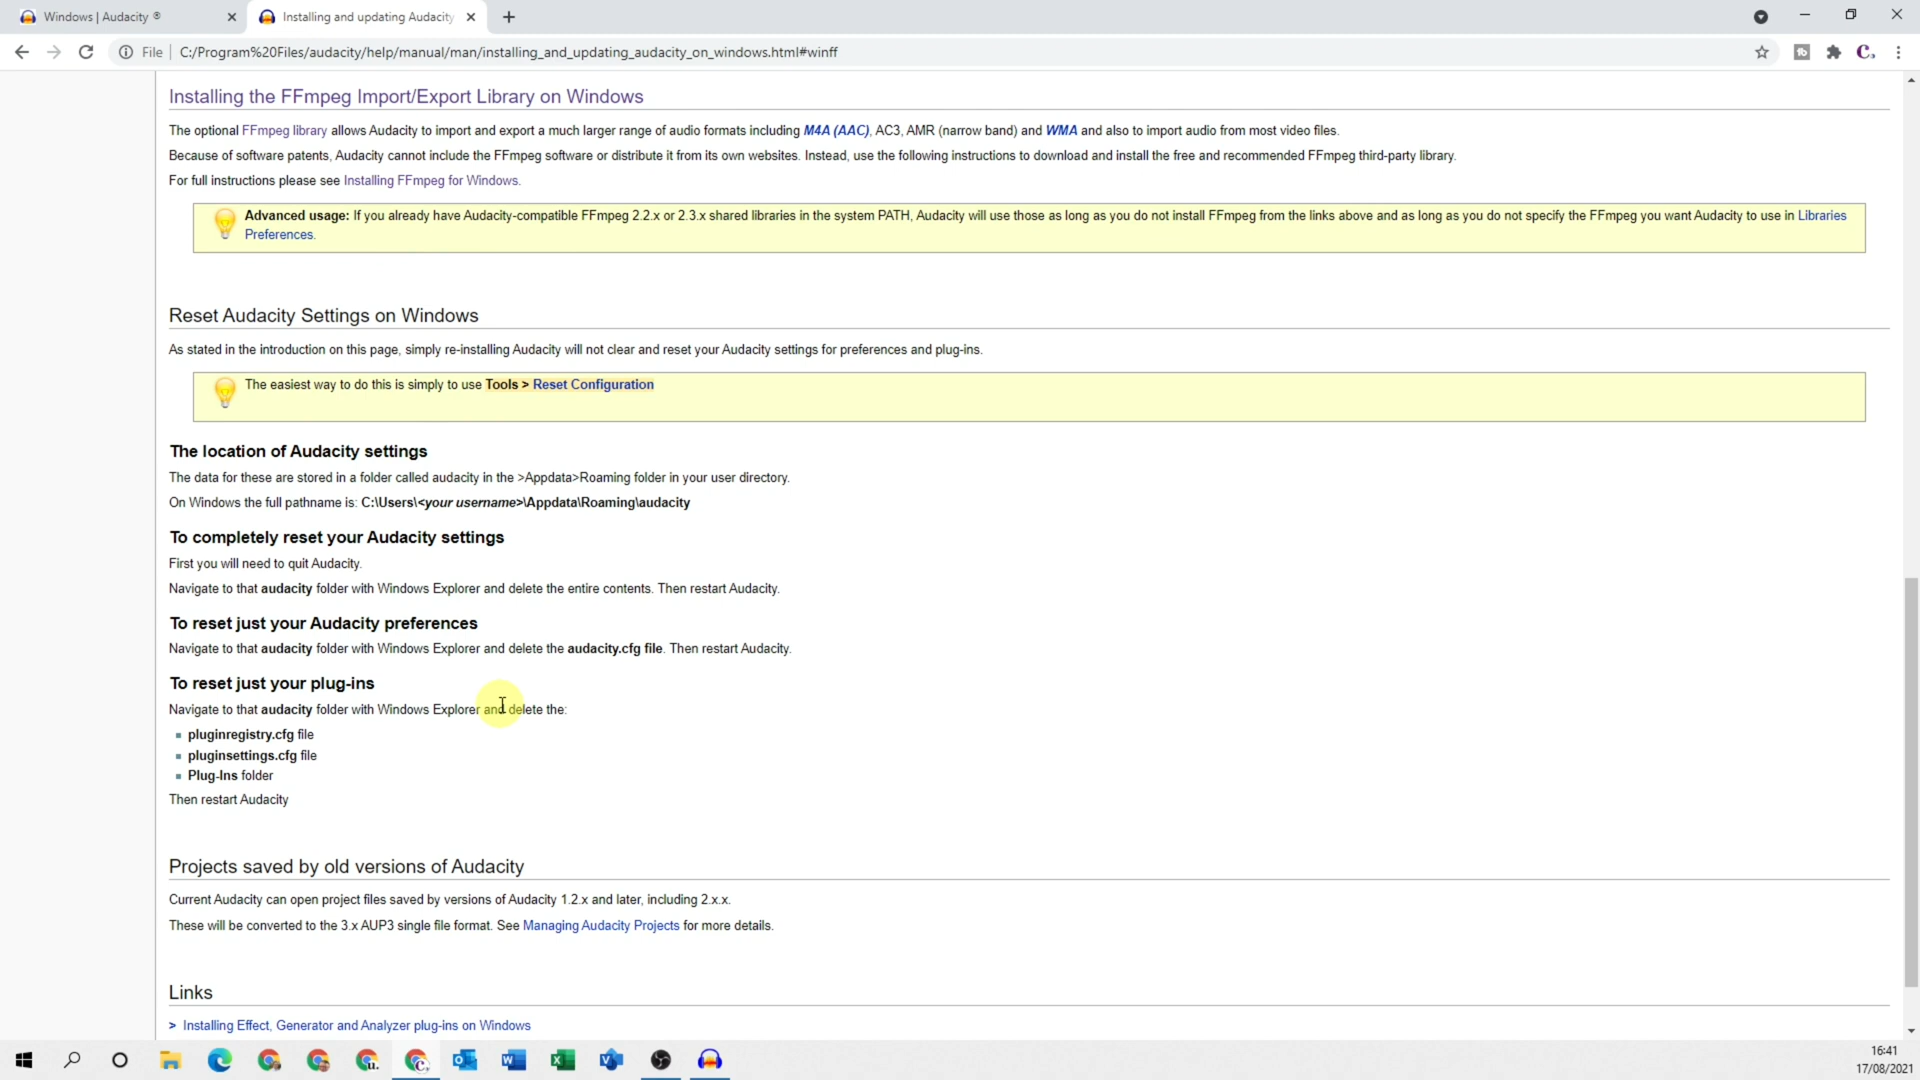 Windows | Audacity ®
Installing and updating Audacity
File
C:/Program%20Files/audacity/help/manual/man/installing_and_updating_audacity_on_windows.html#winff
Installing the FFmpeg Import/Export Library on Windows
The optional FFmpeg library allows Audacity to import and export a much larger range of audio formats including M4A (AAC), AC3, AMR (narrow band) and WMA and also to import audio from most video files.
Because of software patents, Audacity cannot include the FFmpeg software or distribute it from its own websites. Instead, use the following instructions to download and install the free and recommended FFmpeg third-party library.
For full instructions please see Installing FFmpeg for Windows.
Advanced usage: If you already have Audacity-compatible FFmpeg 2.2.x or 2.3.x shared libraries in the system PATH, Audacity will use those as long as you do not install FFmpeg from the links above and as long as you do not specify the FFmpeg you want Audacity to use in Libraries
Preferences.
Reset Audacity Settings on Windows
As stated in the introduction on this page, simply re-installing Audacity will not clear and reset your Audacity settings for preferences and plug-ins.
The easiest way to do this is simply to use Tools > Reset Configuration
The location of Audacity settings
The data for these are stored in a folder called audacity in the >Appdata>Roaming folder in your user directory.
On Windows the full pathname is: C:\Users\<your username>\Appdata\Roaming\audacity
To completely reset your Audacity settings
First you will need to quit Audacity.
Navigate to that audacity folder with Windows Explorer and delete the entire contents. Then restart Audacity.
To reset just your Audacity preferences
Navigate to that audacity folder with Windows Explorer and delete the audacity.cfg file. Then restart Audacity.
To reset just your plug-ins
Navigate to that audacity folder with Windows Explorer and delete the:
pluginregistry.cfg file
pluginsettings.cfg file
Plug-Ins folder
Then restart Audacity
Projects saved by old versions of Audacity
Current Audacity can open project files saved by versions of Audacity 1.2.x and later, including 2.x.x.
These will be converted to the 3.x AUP3 single file format. See Managing Audacity Projects for more details.
Links
> Installing Effect, Generator and Analyzer plug-ins on Windows
16:41
17/08/2021